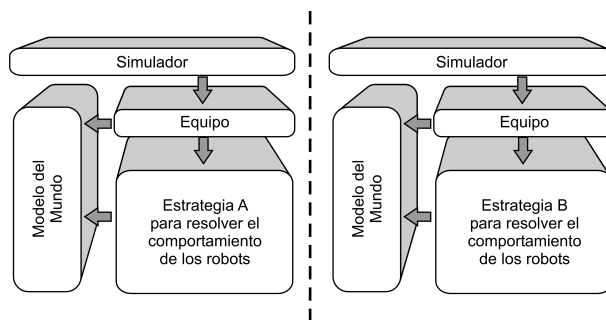 Simulador
Equipo
Modelo del
Mundo
Estrategia A
para resolver el
comportamiento
de los robots
Simulador
Equipo
Modelo del
Mundo
Estrategia B
para resolver el
comportamiento
de los robots